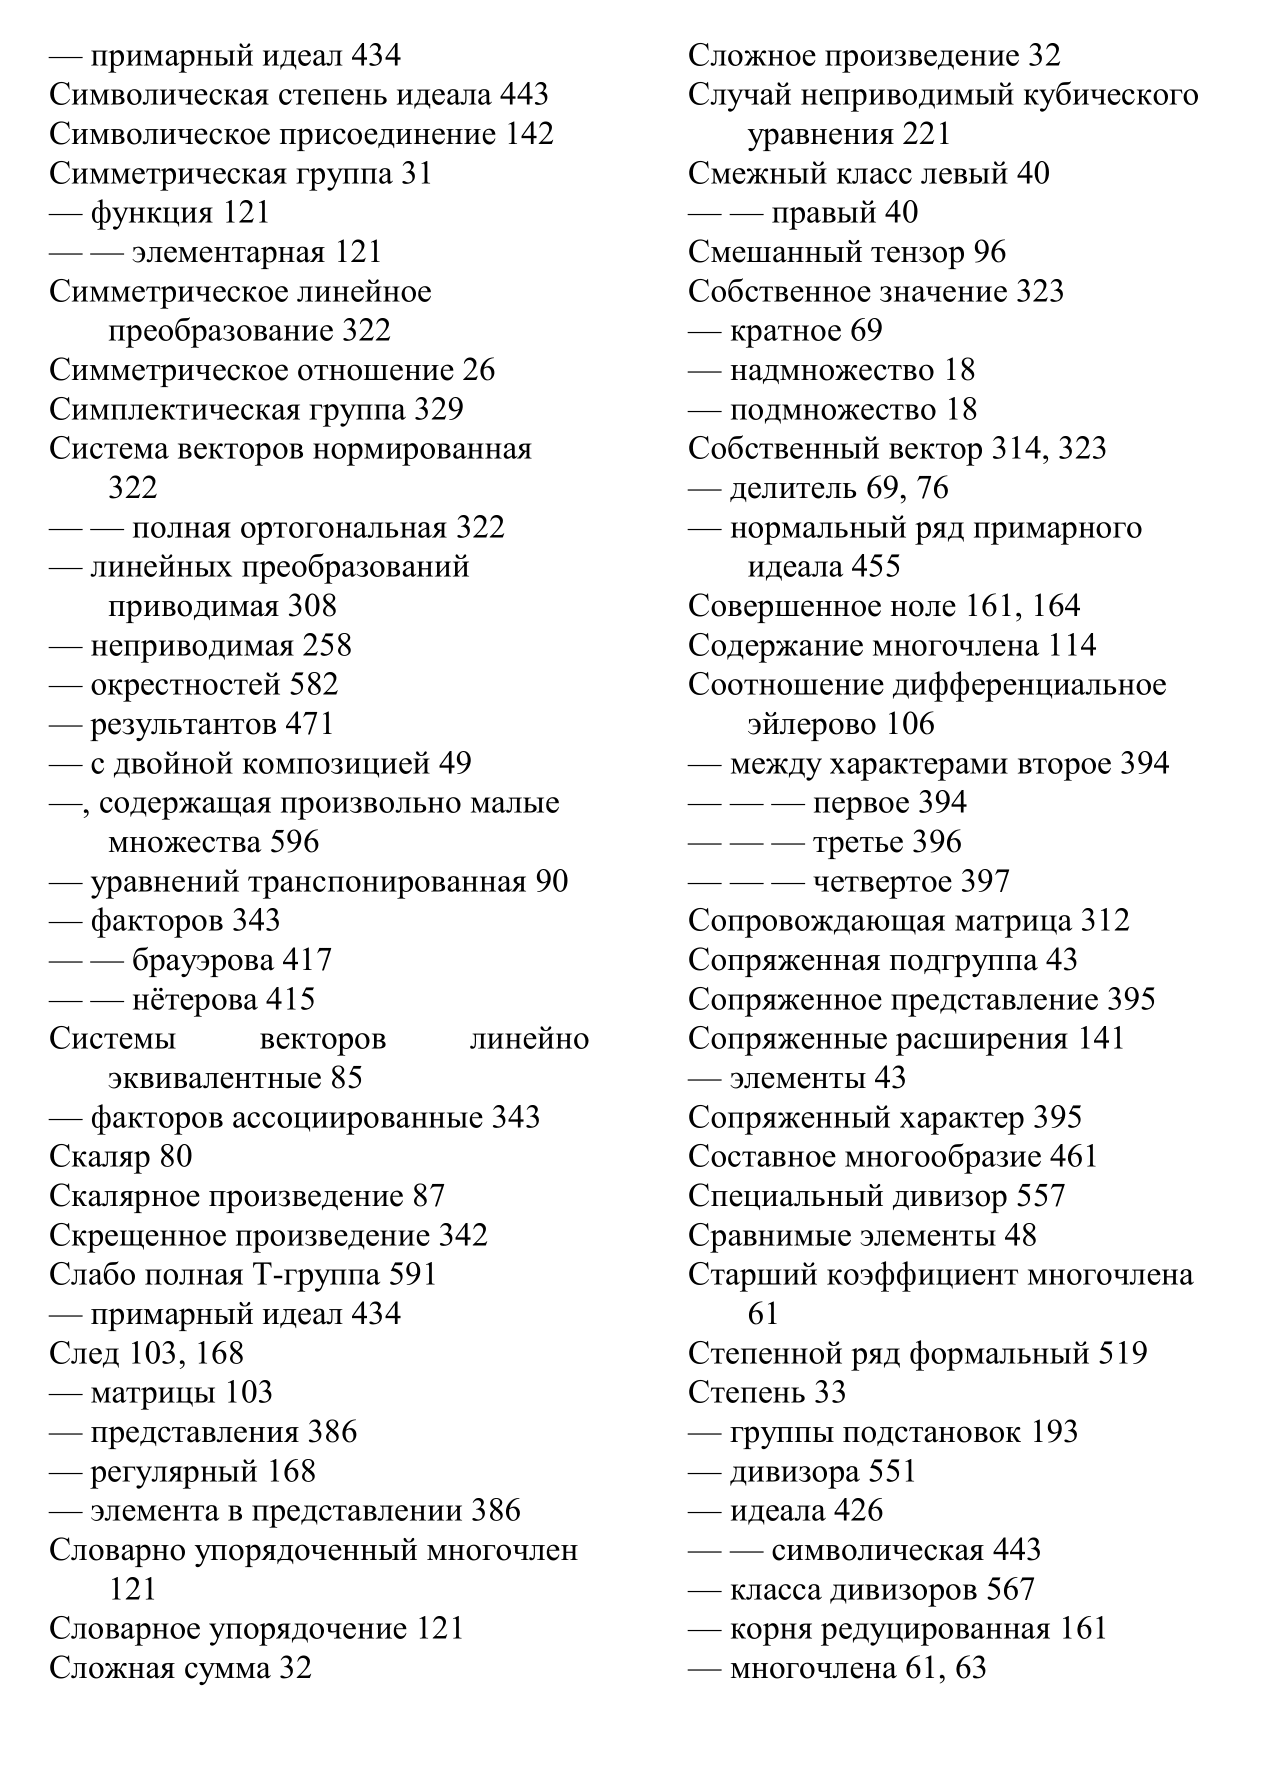 — примарный идеал 434
Символическая степень идеала 443
Символическое присоединение 142
Симметрическая группа 31
— функция 121
— — элементарная 121
Симметрическое линейное
преобразование 322
Симметрическое отношение 26
Симплектическая группа 329
Система векторов нормированная
322
— — полная ортогональная 322
— линейных преобразований
приводимая 308
— неприводимая 258
— окрестностей 582
— результантов 471
— с двойной композицией 49
—, содержащая произвольно малые
множества 596
— уравнений транспонированная 90
— факторов 343
— — брауэрова 417
— — нётерова 415
Системы векторов линейно
эквивалентные 85
— факторов ассоциированные 343
Скаляр 80
Скалярное произведение 87
Скрещенное произведение 342
Слабо полная Т-группа 591
— примарный идеал 434
След 103, 168
— матрицы 103
— представления 386
— регулярный 168
— элемента в представлении 386
Словарно упорядоченный многочлен
121
Словарное упорядочение 121
Сложная сумма 32
Сложное произведение 32
Случай неприводимый кубического
уравнения 221
Смежный класс левый 40
— — правый 40
Смешанный тензор 96
Собственное значение 323
— кратное 69
— надмножество 18
— подмножество 18
Собственный вектор 314, 323
— делитель 69, 76
— нормальный ряд примарного
идеала 455
Совершенное ноле 161, 164
Содержание многочлена 114
Соотношение дифференциальное
эйлерово 106
— между характерами второе 394
— — — первое 394
— — — третье 396
— — — четвертое 397
Сопровождающая матрица 312
Сопряженная подгруппа 43
Сопряженное представление 395
Сопряженные расширения 141
— элементы 43
Сопряженный характер 395
Составное многообразие 461
Специальный дивизор 557
Сравнимые элементы 48
Старший коэффициент многочлена
61
Степенной ряд формальный 519
Степень 33
— группы подстановок 193
— дивизора 551
— идеала 426
— — символическая 443
— класса дивизоров 567
— корня редуцированная 161
— многочлена 61, 63